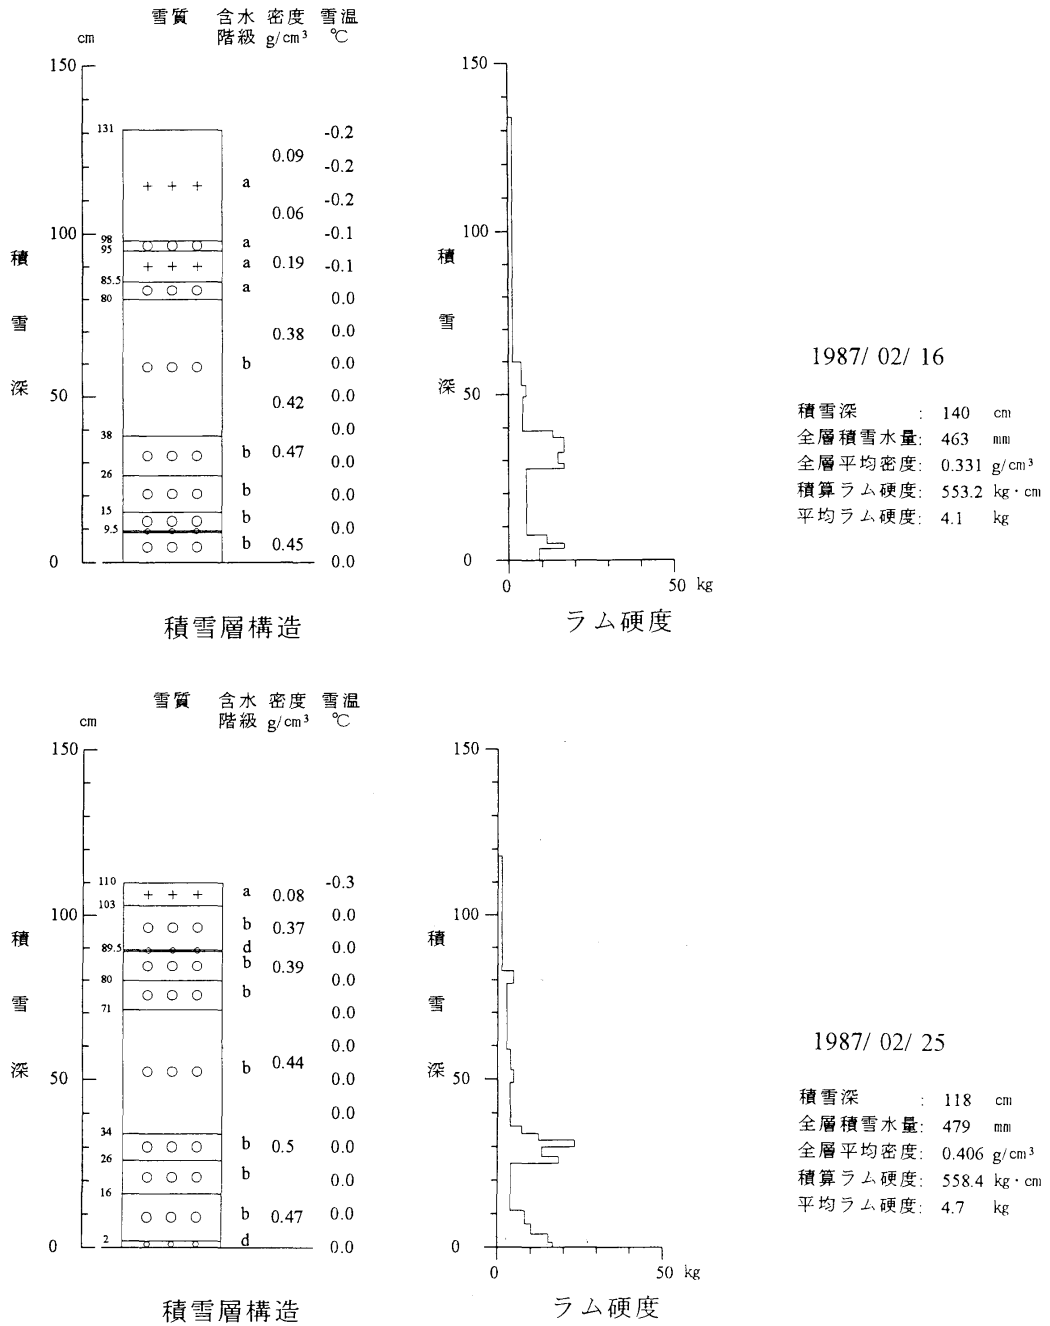 雪質 含水 密度 雪温
cm 階級 g/cm³ ℃
150
131
-0.2
0.09
-0.2
+ + + a
-0.2
0.06
100
-0.1
98
○ ○ ○ a
95
+ + + a 0.19 -0.1
85.5
○ ○ ○ a
80
0.0
0.38 0.0
○ ○ ○ b 0.0
50
0.42 0.0
38
0.0
○ ○ ○ b 0.47
0.0
26
○ ○ ○ b 0.0
15
○ ○ ○ b
9.5
0.0
○ ○ ○ b 0.45
0 0.0
積雪深
積雪層構造
150
100
50
0
0 50 kg
積雪深
ラム硬度
1987/ 02/ 16
積雪深 : 140 cm
全層積雪水量: 463 mm
全層平均密度: 0.331 g/cm³
積算ラム硬度: 553.2 kg·cm
平均ラム硬度: 4.1 kg
雪質 含水 密度 雪温
cm 階級 g/cm³ ℃
150
110
-0.3
+ + + a 0.08
103
100 0.0
○ ○ ○ b 0.37
89.5
d 0.0
○ ○ ○ b 0.39
80
0.0
○ ○ ○ b
71
0.0
0.0
○ ○ ○ b 0.44
50 0.0
0.0
34
○ ○ ○ b 0.5 0.0
26
○ ○ ○ b 0.0
16
○ ○ ○ b 0.47 0.0
2
○ ○ ○ d
0 0.0
積雪深
積雪層構造
150
100
50
0
0 50 kg
積雪深
ラム硬度
1987/ 02/ 25
積雪深 : 118 cm
全層積雪水量: 479 mm
全層平均密度: 0.406 g/cm³
積算ラム硬度: 558.4 kg·cm
平均ラム硬度: 4.7 kg